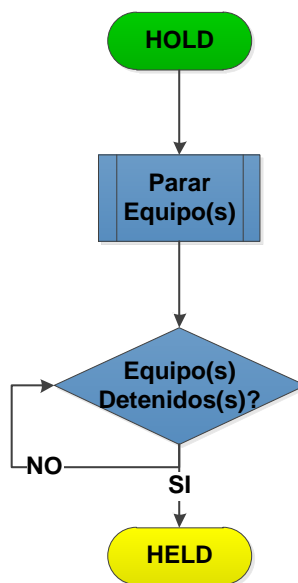 HOLD
Parar
Equipo(s)
Equipo(s)
Detenidos(s)?
NO
SI
HELD